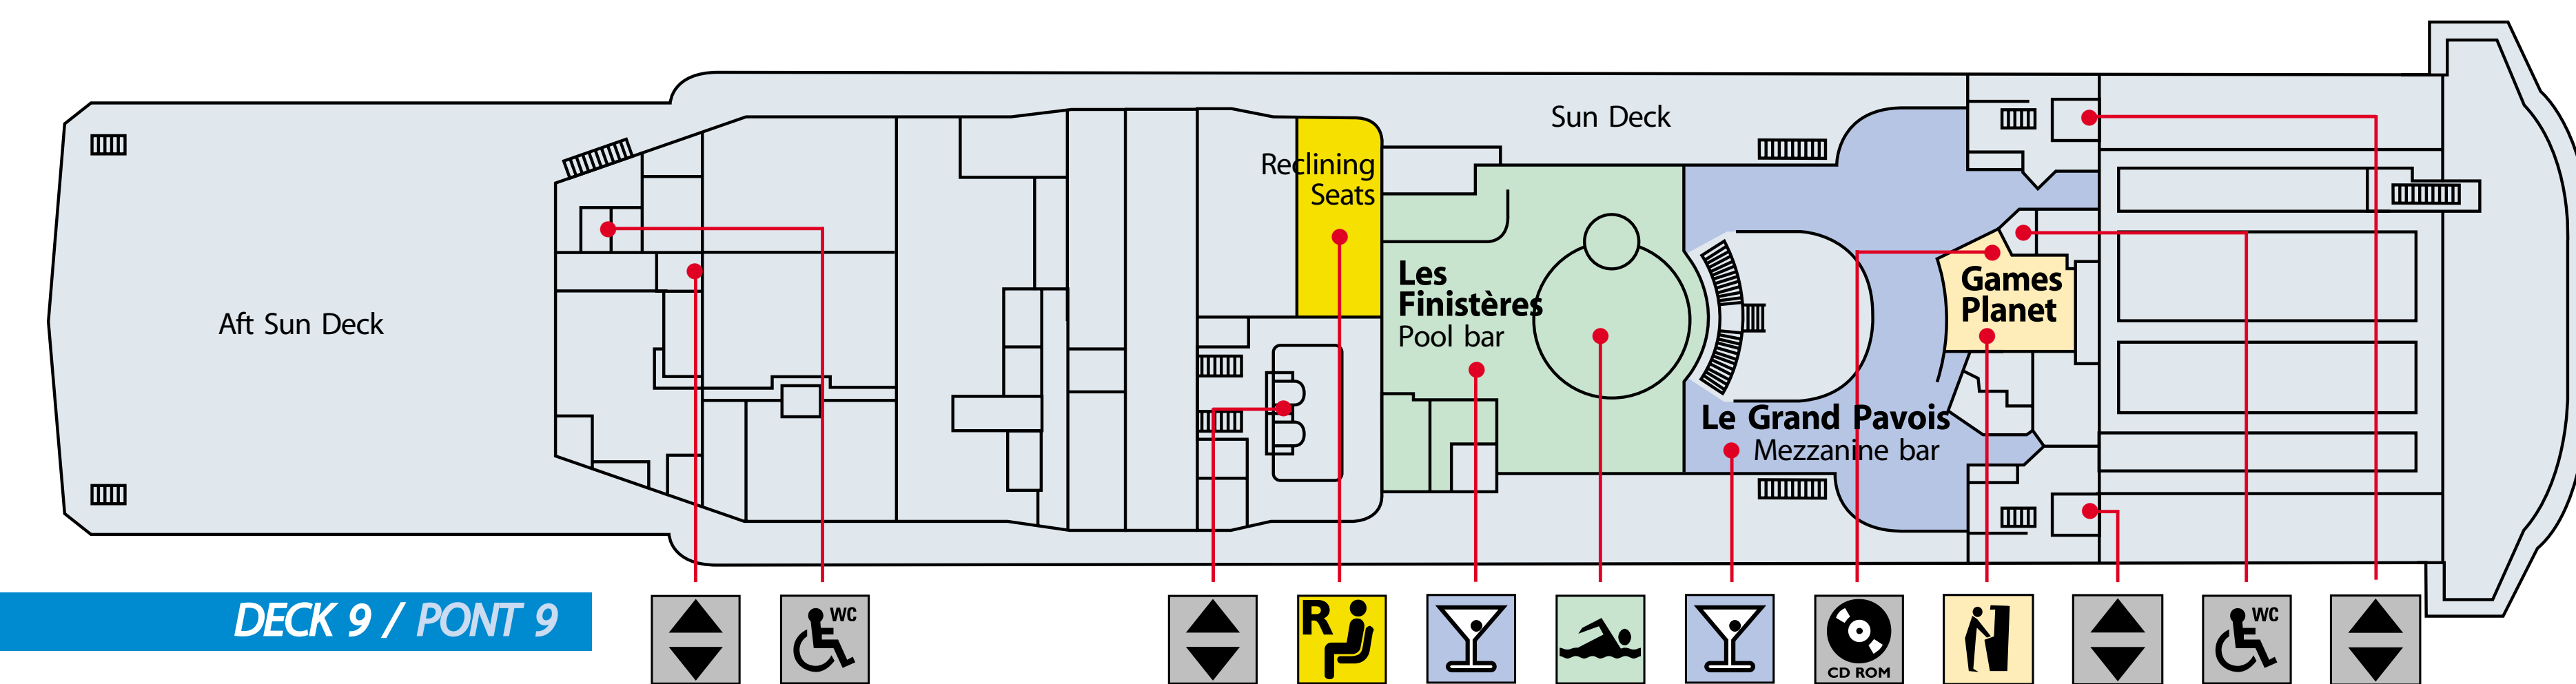 Sun Deck
Reclining
Seats
Les
Finistères
Pool bar
Games
Planet
Aft Sun Deck
Le Grand Pavois
Mezzanine bar
DECK 9 / PONT 9
WC
R
CD ROM
WC